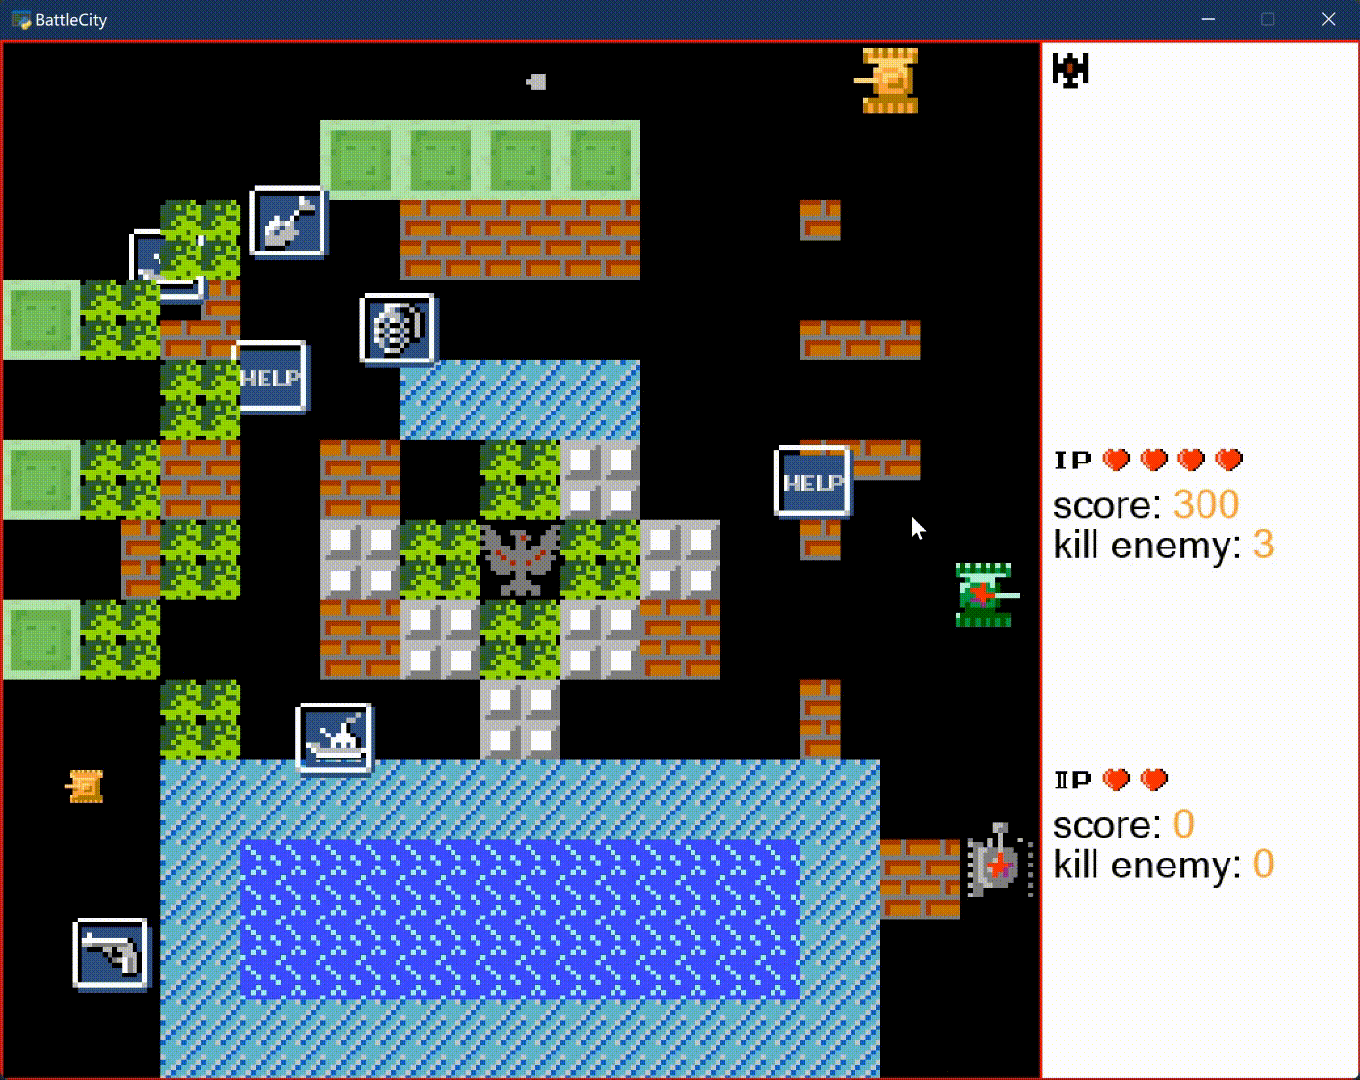 BattleCity
IP
score: 300
kill enemy: 3
HELP
HELP
IIP
score: 0
kill enemy: 0